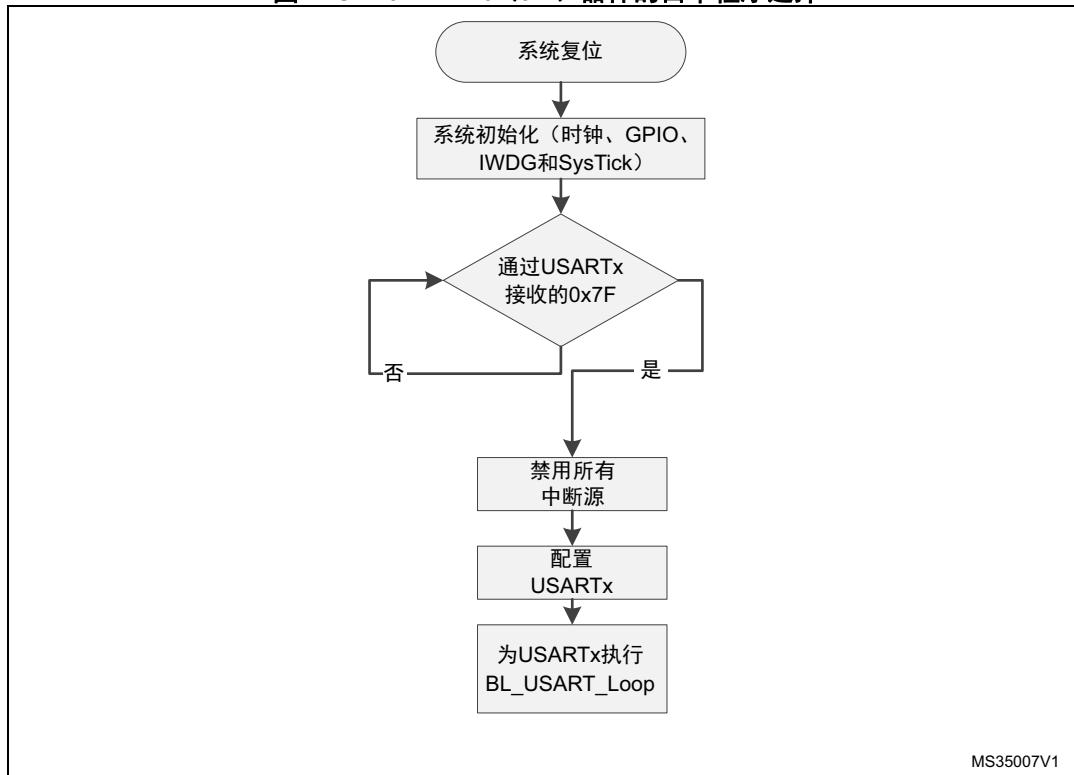 系统复位
系统初始化（时钟、GPIO、
IWDG和SysTick）
通过USARTx
接收的0x7F
否
是
禁用所有
中断源
配置
USARTx
为USARTx执行
BL_USART_Loop
MS35007V1